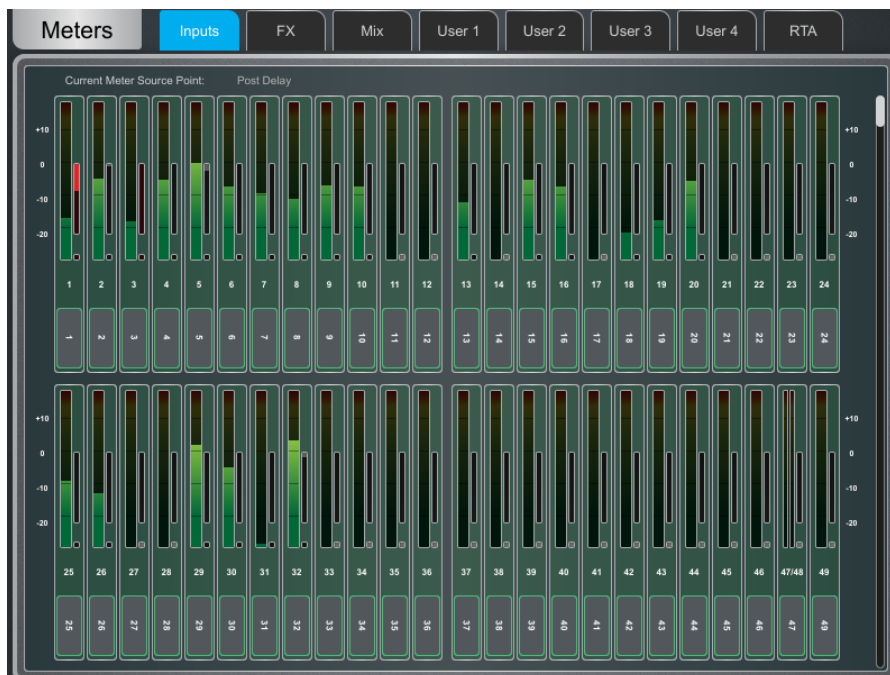 Meters Inputs FX Mix User 1 User 2 User 3 User 4 RTA
Current Meter Source Point: Post Delay
+10 +10
0 0
-10 -10
-20 -20
1 2 3 4 5 6 7 8 9 10 11 12 13 14 15 16 17 18 19 20 21 22 23 24
1 2 3 4 5 6 7 8 9 10 11 12 13 14 15 16 17 18 19 20 21 22 23 24
+10 +10
0 0
-10 -10
-20 -20
25 26 27 28 29 30 31 32 33 34 35 36 37 38 39 40 41 42 43 44 45 46 47/48 49
25 26 27 28 29 30 31 32 33 34 35 36 37 38 39 40 41 42 43 44 45 46 47 49